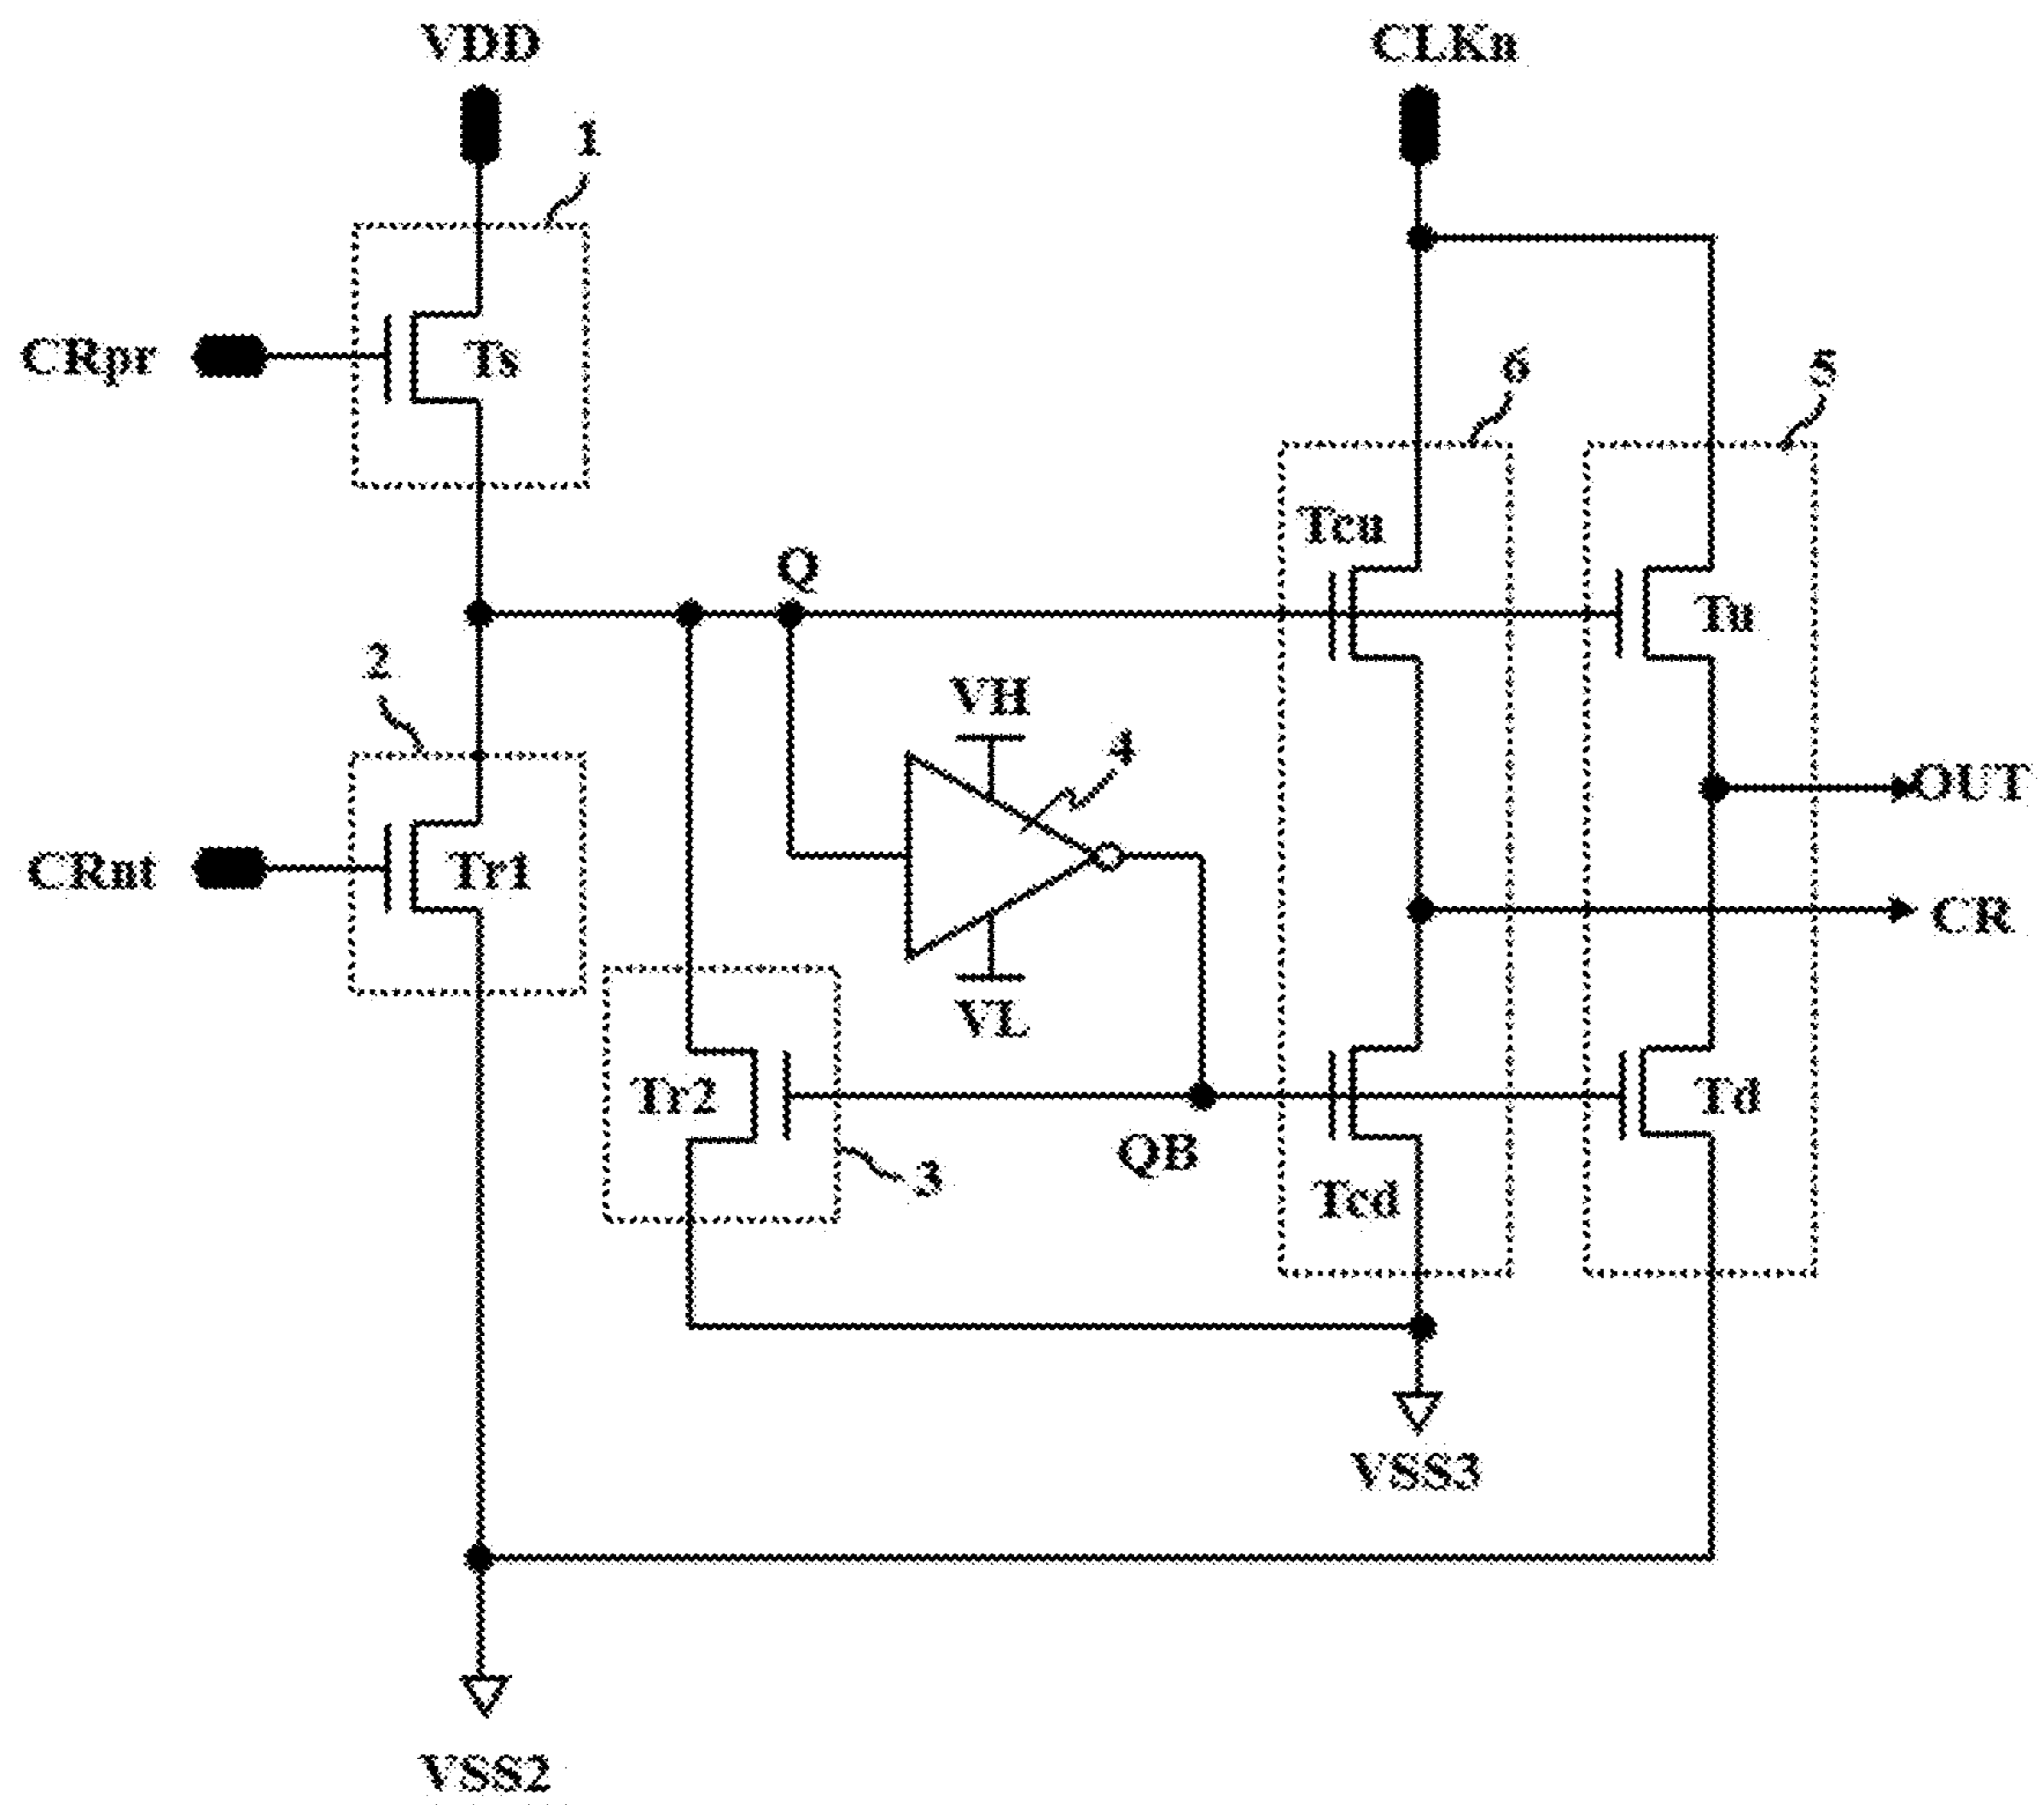 VDD
CLKn
1
CRpr
Ts
6
5
Tcu
Q
Tu
2
VH
4
OUT
CRnt
Tr1
CR
VL
Tr2
Td
QB
3
Tcd
VSS3
VSS2